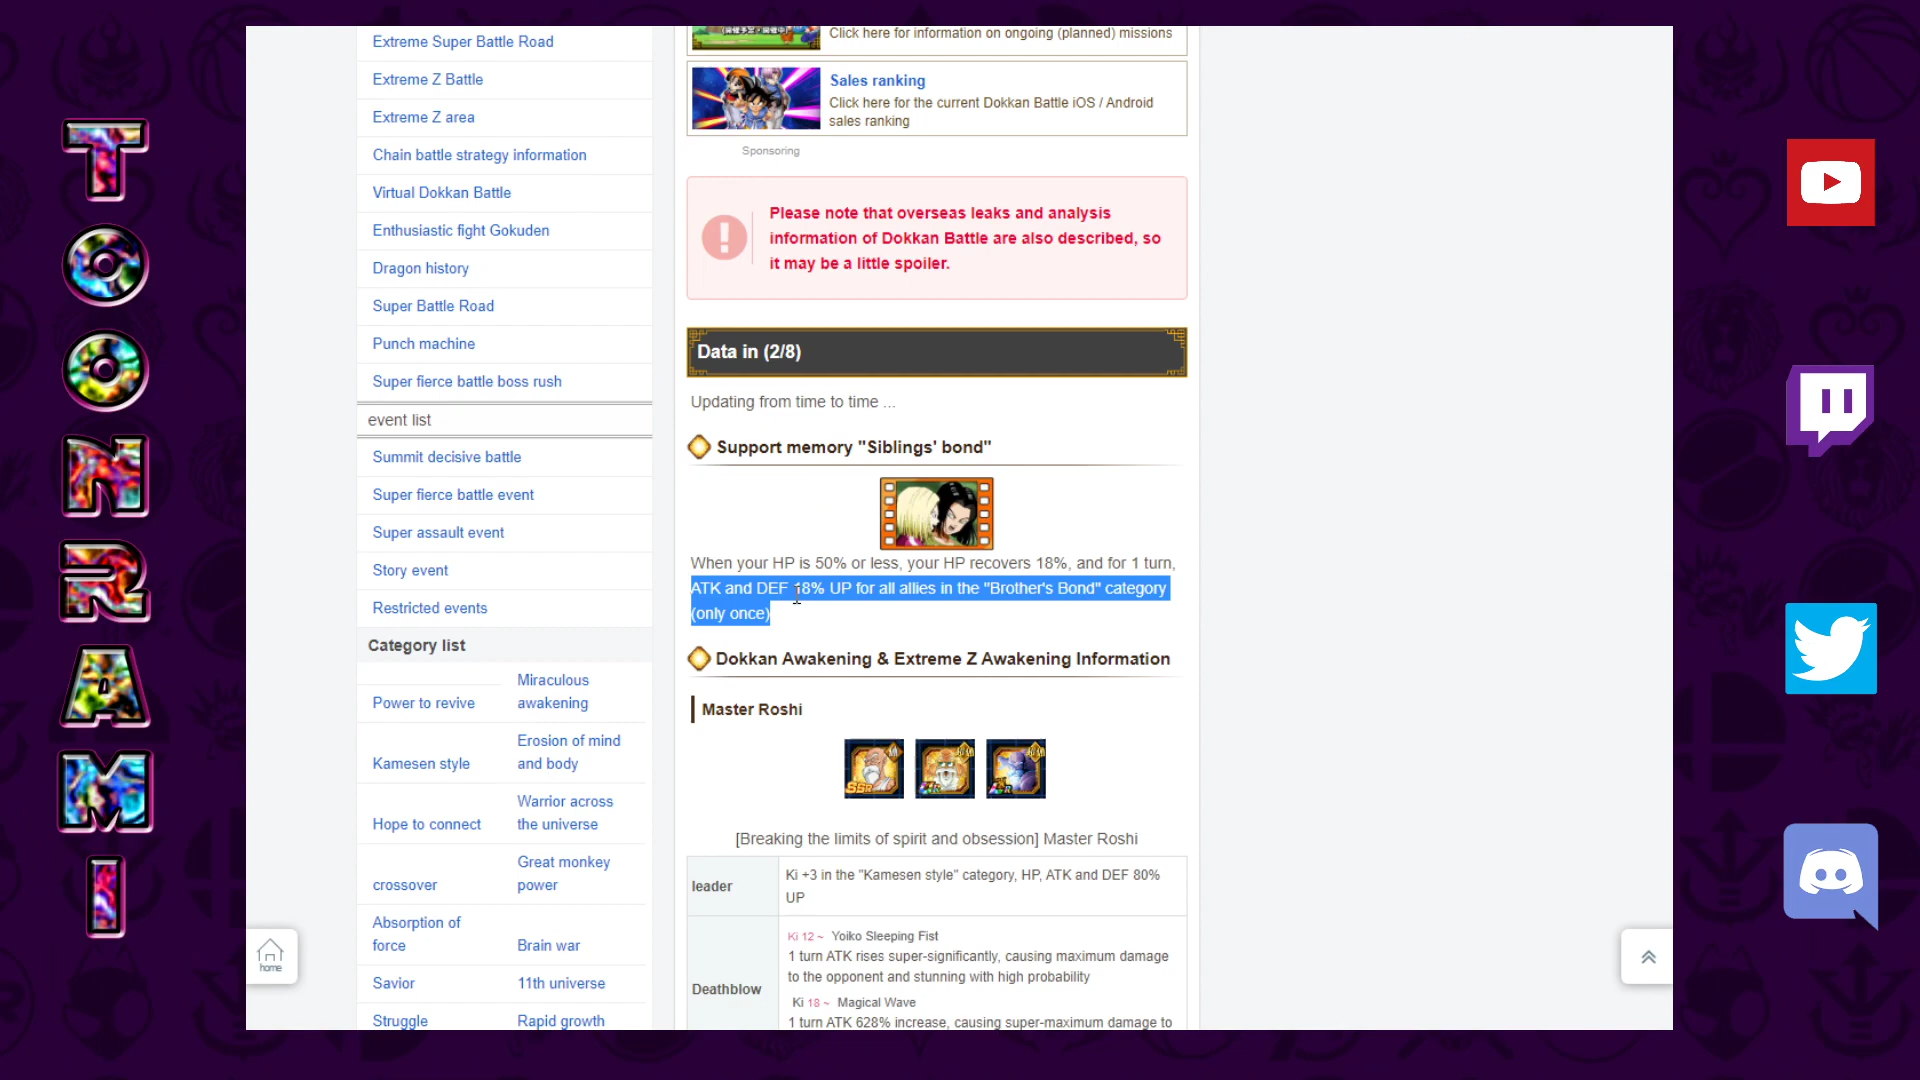 TOONRAMI
Extreme Super Battle Road
Extreme Z Battle
Extreme Z area
Chain battle strategy information
Virtual Dokkan Battle
Enthusiastic fight Gokuden
Dragon history
Super Battle Road
Punch machine
Super fierce battle boss rush
event list
Summit decisive battle
Super fierce battle event
Super assault event
Story event
Restricted events
Category list
Power to revive
Miraculous
awakening
Kamesen style
Erosion of mind
and body
Hope to connect
Warrior across
the universe
crossover
Great monkey
power
Absorption of
force
Brain war
Savior
11th universe
Struggle
Rapid growth
home
Click here for information on ongoing (planned) missions
Sales ranking
Click here for the current Dokkan Battle iOS / Android
sales ranking
Sponsoring
Please note that overseas leaks and analysis
information of Dokkan Battle are also described, so
it may be a little spoiler.
Data in (2/8)
Updating from time to time ...
Support memory "Siblings' bond"
When your HP is 50% or less, your HP recovers 18%, and for 1 turn,
ATK and DEF 18% UP for all allies in the "Brother's Bond" category
(only once)
Dokkan Awakening & Extreme Z Awakening Information
Master Roshi
SSR
[Breaking the limits of spirit and obsession] Master Roshi
leader
Ki +3 in the "Kamesen style" category, HP, ATK and DEF 80%
UP
Deathblow
Ki 12 ~ Yoiko Sleeping Fist
1 turn ATK rises super-significantly, causing maximum damage
to the opponent and stunning with high probability
Ki 18 ~ Magical Wave
1 turn ATK 628% increase, causing super-maximum damage to